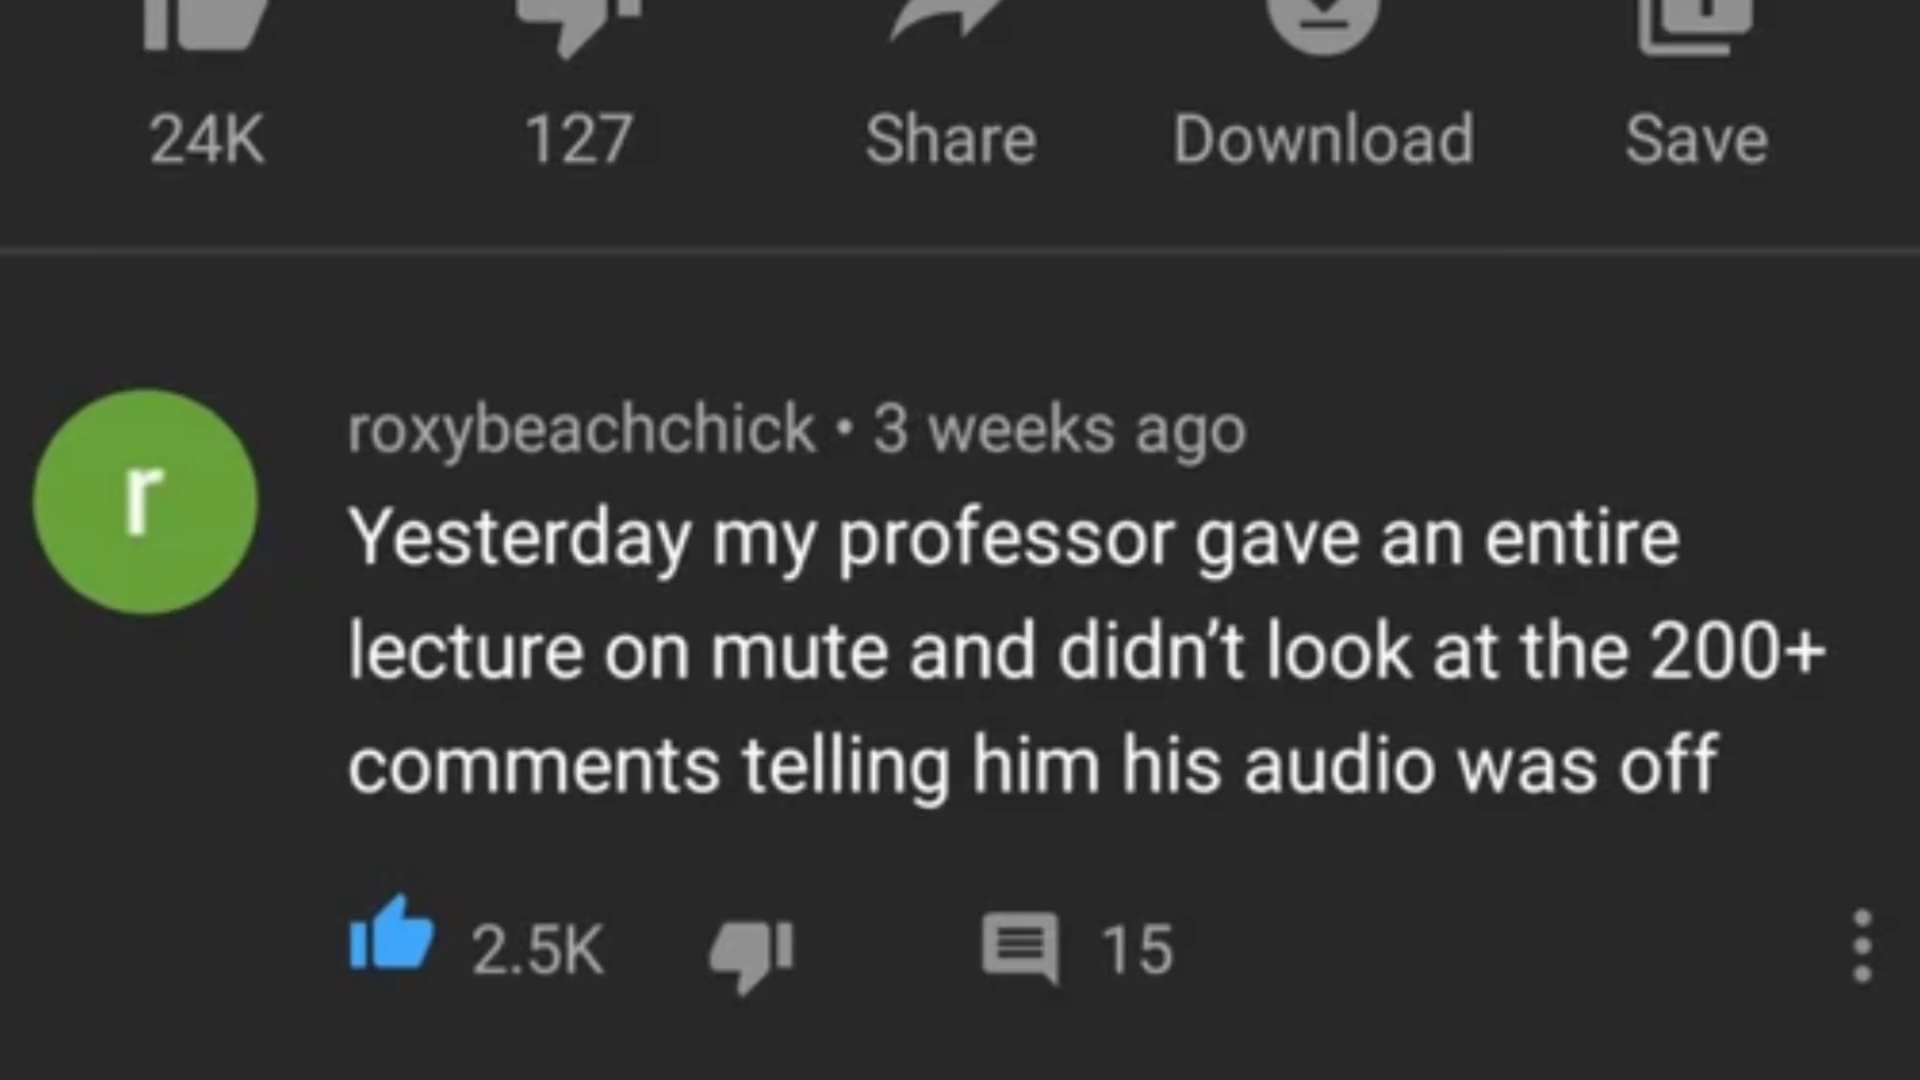 24K 127 Share Download Save
r
roxybeachchick • 3 weeks ago
Yesterday my professor gave an entire
lecture on mute and didn’t look at the 200+
comments telling him his audio was off
2.5K 15